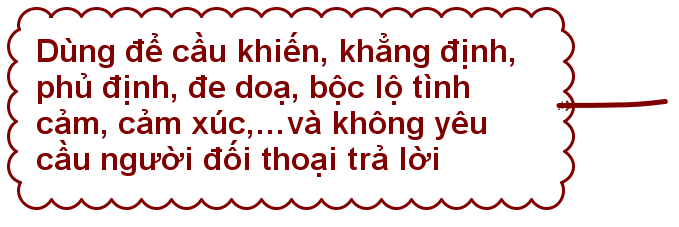 Dùng để cầu khiến, khẳng định,
phủ định, đe doạ, bộc lộ tình
cảm, cảm xúc,...và không yêu
cầu người đối thoại trả lời